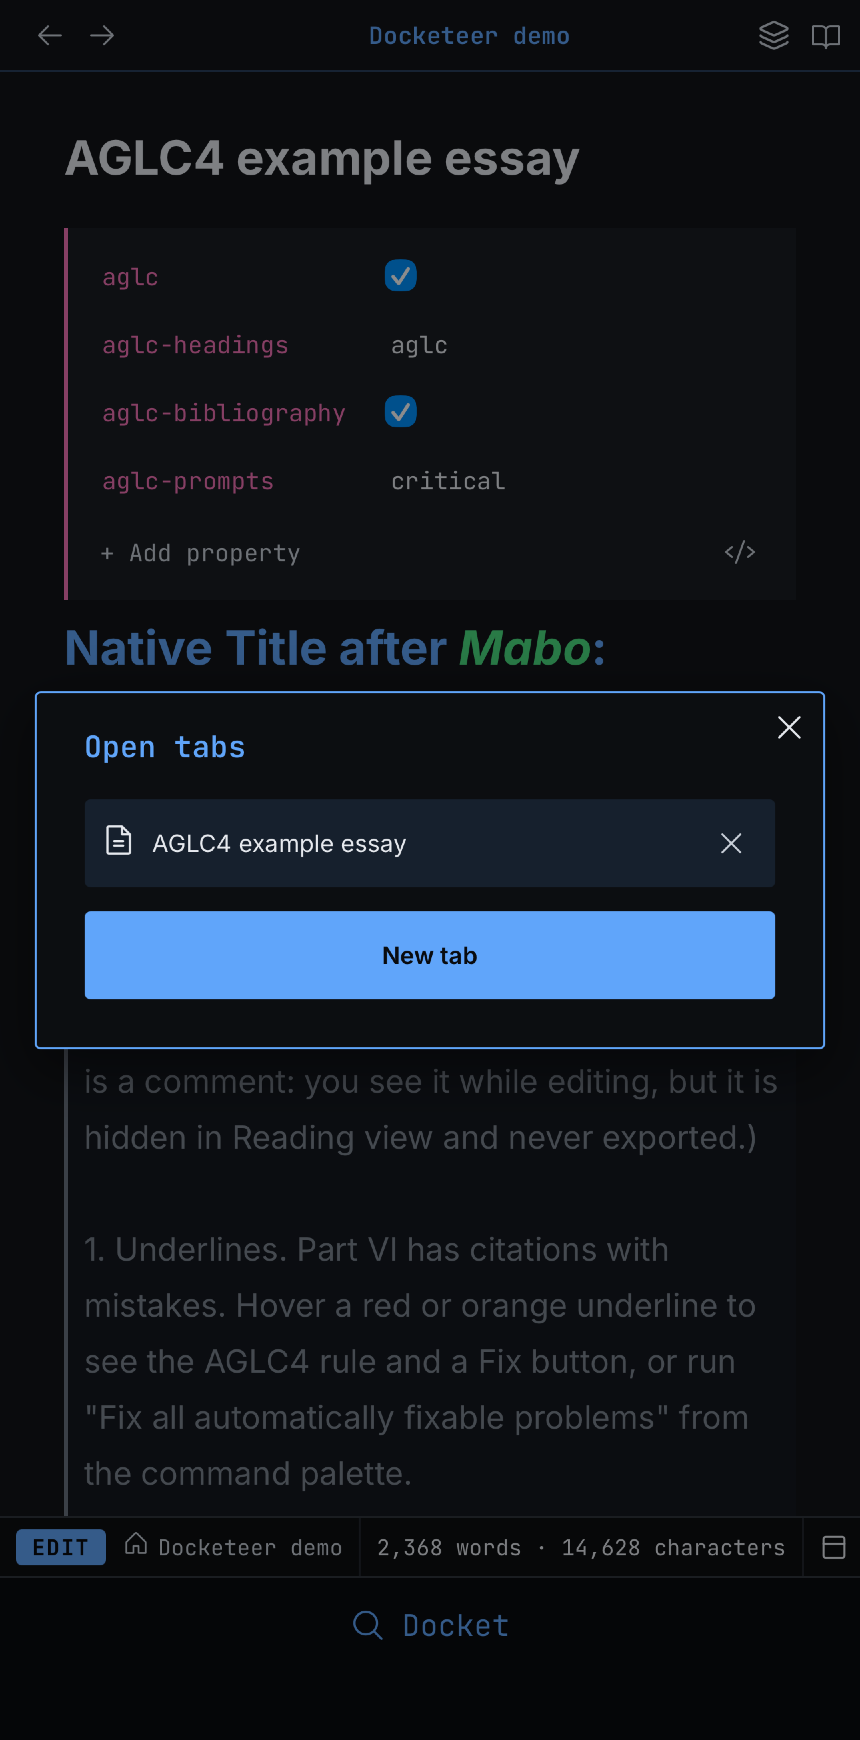 Docketeer demo
AGLC4 example essay
aglc
aglc-headings aglc
aglc-bibliography
aglc-prompts critical
+ Add property </>
Native Title after Mabo:
Open tabs
AGLC4 example essay
New tab
is a comment: you see it while editing, but it is
hidden in Reading view and never exported.)
1. Underlines. Part VI has citations with
mistakes. Hover a red or orange underline to
see the AGLC4 rule and a Fix button, or run
"Fix all automatically fixable problems" from
the command palette.
EDIT Docketeer demo 2,368 words · 14,628 characters
Docket